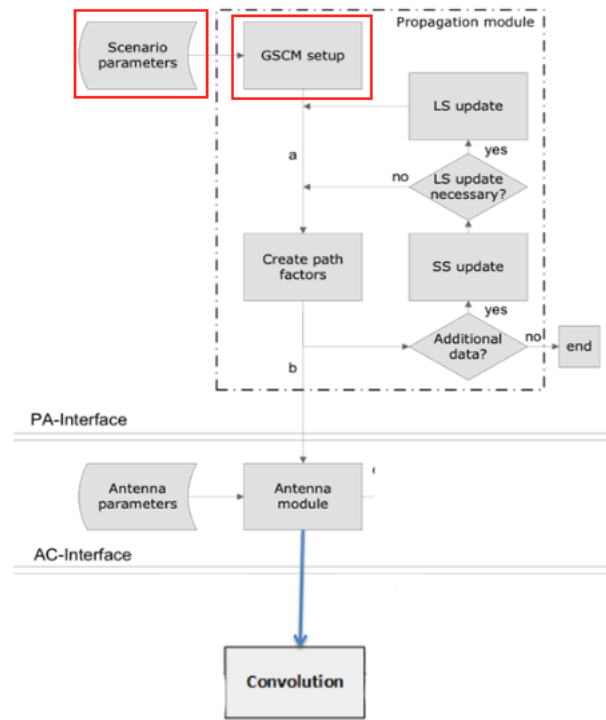 Propagation module
Scenario
parameters
GSCM setup
LS update
a
yes
no
LS update
necessary?
Create path
factors
SS update
yes
Additional
data?
no
end
b
PA-Interface
Antenna
parameters
Antenna
module
AC-Interface
Convolution